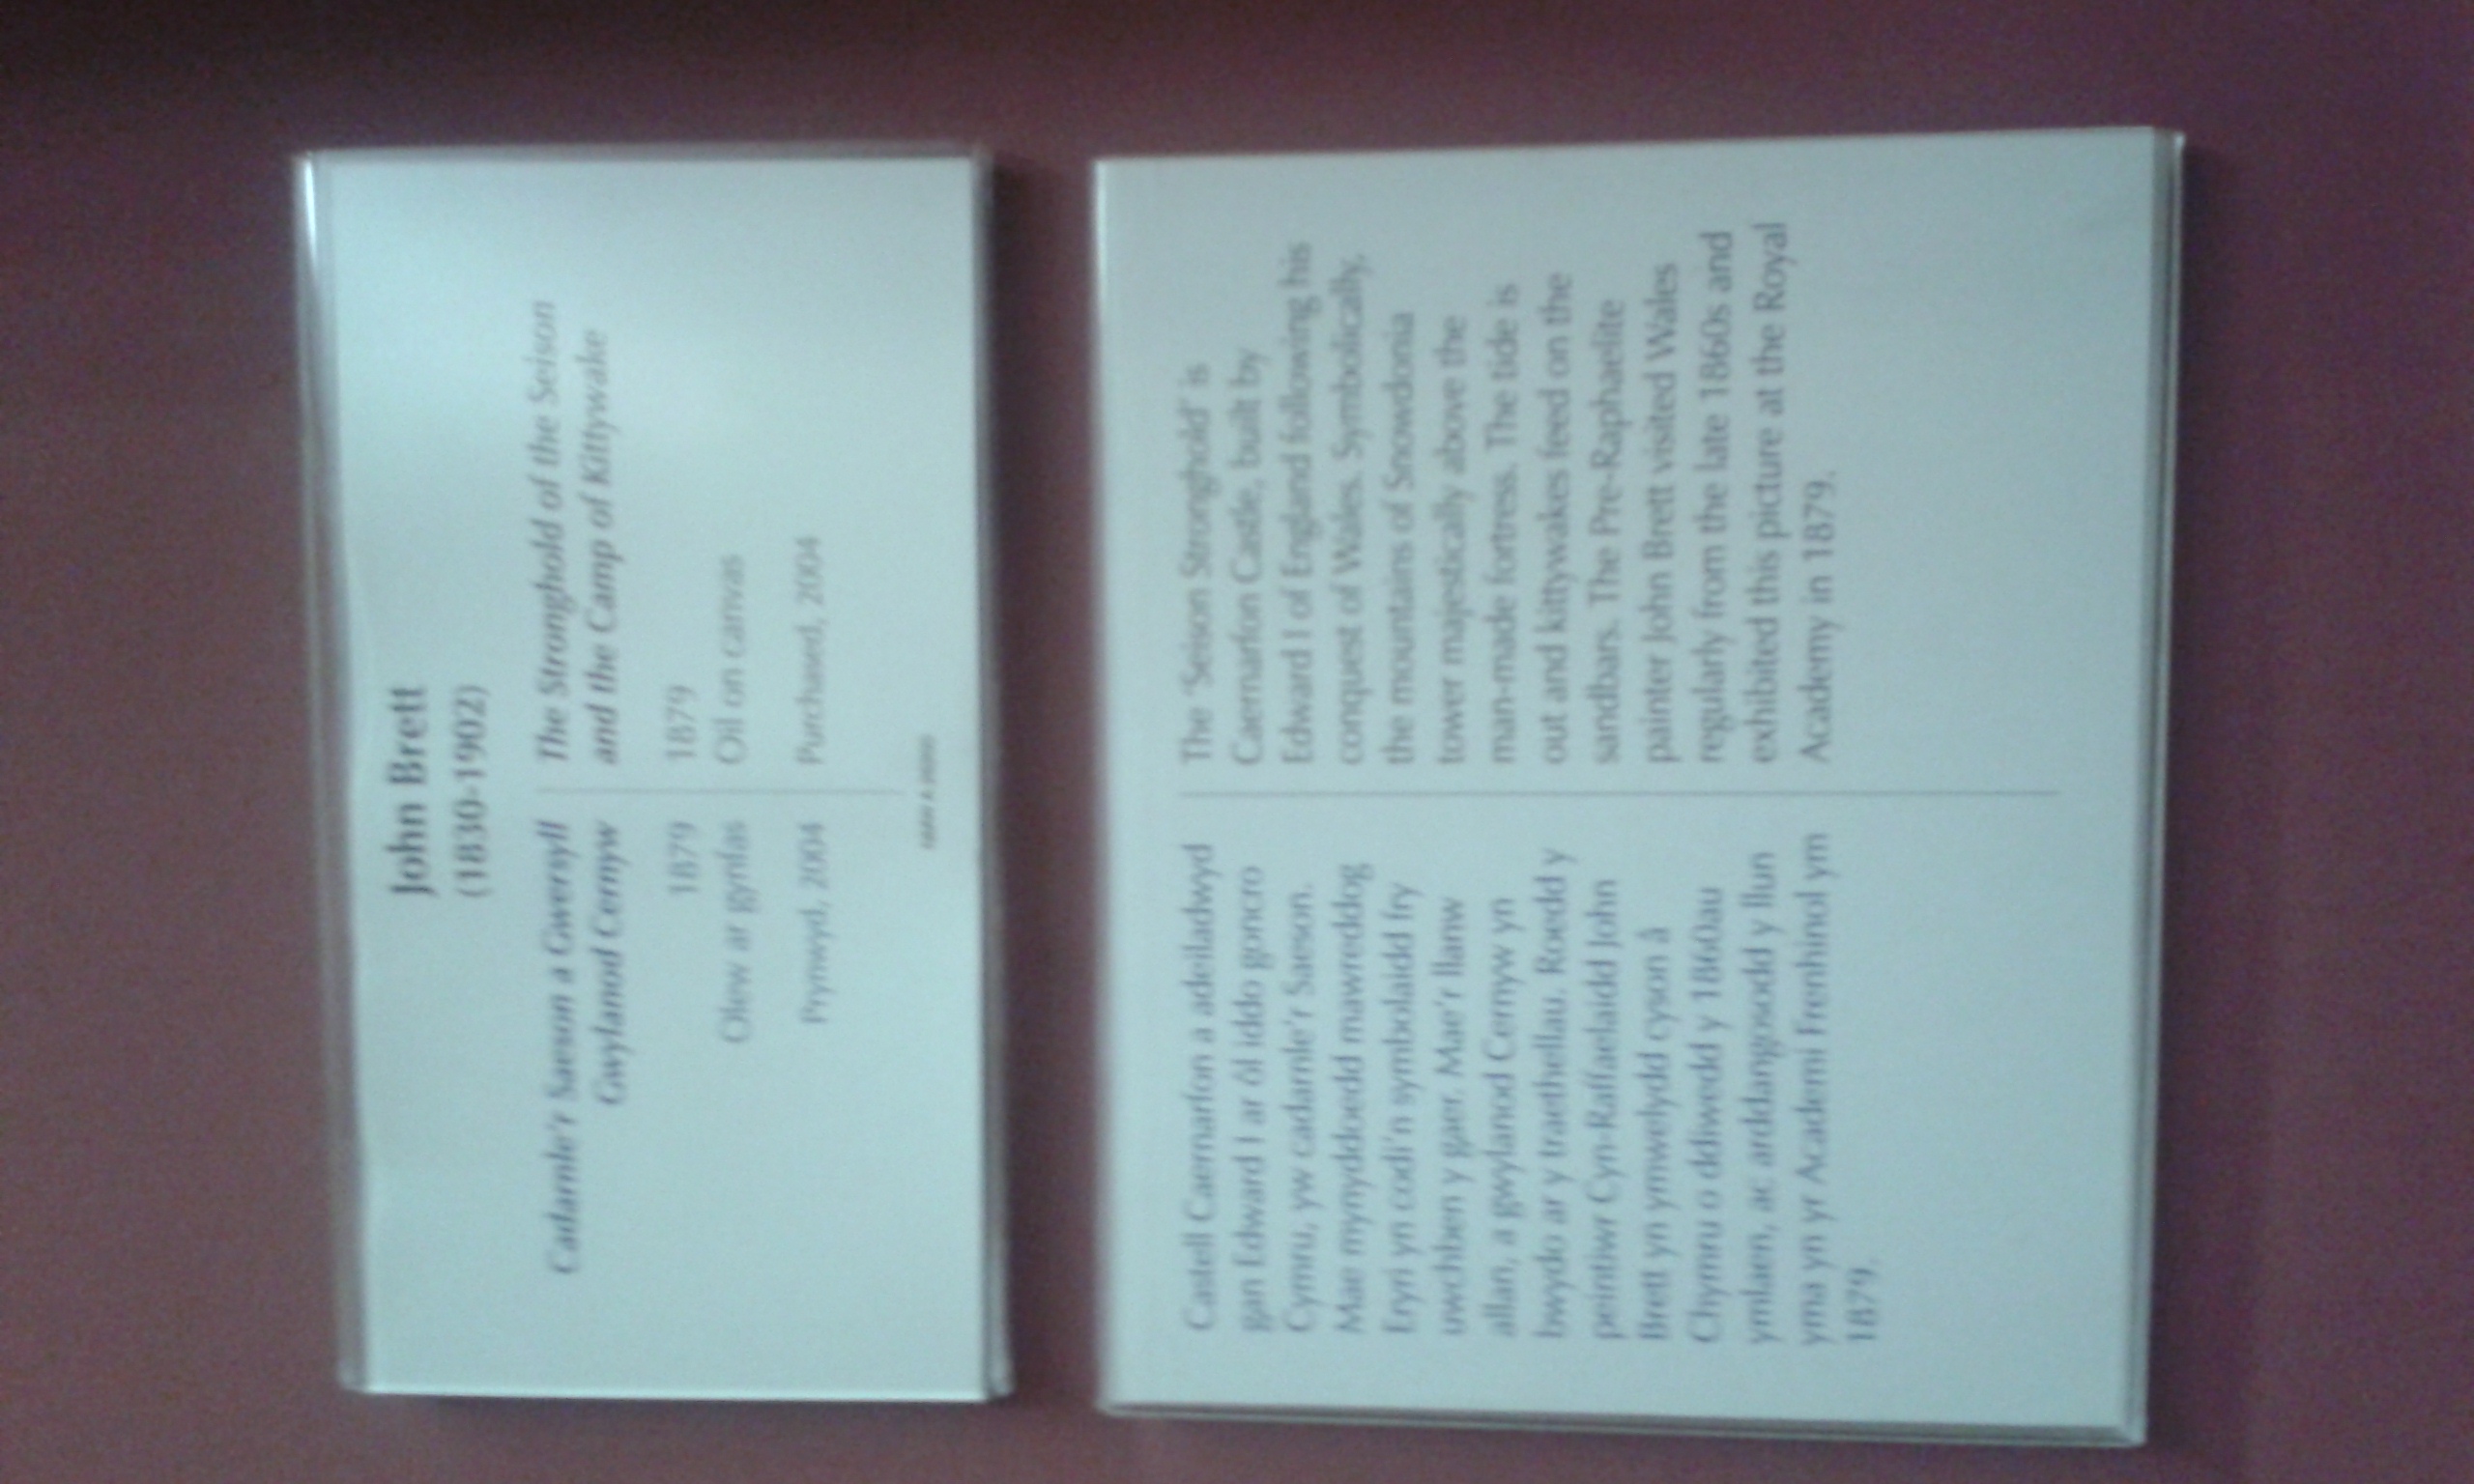 John Brett
(1830-1902)
Cadarnle'r Saeson a Gwersyll
Gwylanod Cernyw
1879
Olew ar gynfas
Prynwyd, 2004
The Stronghold of the Seison
and the Camp of Kittywake
1879
Oil on canvas
Purchased, 2004
Castell Caernarfon a adeiladwyd
gan Edward I ar ôl iddo goncro
Cymru, yw cadarnle'r Saeson.
Mae mynyddoedd mawreddog
Eryri yn codi'n symbolaidd fry
uwchben y gaer. Mae'r llanw
allan, a gwylanod Cernyw yn
bwydo ar y traethellau. Roedd y
peintiwr Cyn-Raffaelaidd John
Brett yn ymwelydd cyson â
Chymru o ddiwedd y 1860au
ymlaen, ac arddangosodd y llun
yma yn yr Academi Frenhinol ym
1879.
The 'Seison Stronghold' is
Caernarfon Castle, built by
Edward I of England following his
conquest of Wales. Symbolically,
the mountains of Snowdonia
tower majestically above the
man-made fortress. The tide is
out and kittywakes feed on the
sandbars. The Pre-Raphaelite
painter John Brett visited Wales
regularly from the late 1860s and
exhibited this picture at the Royal
Academy in 1879.